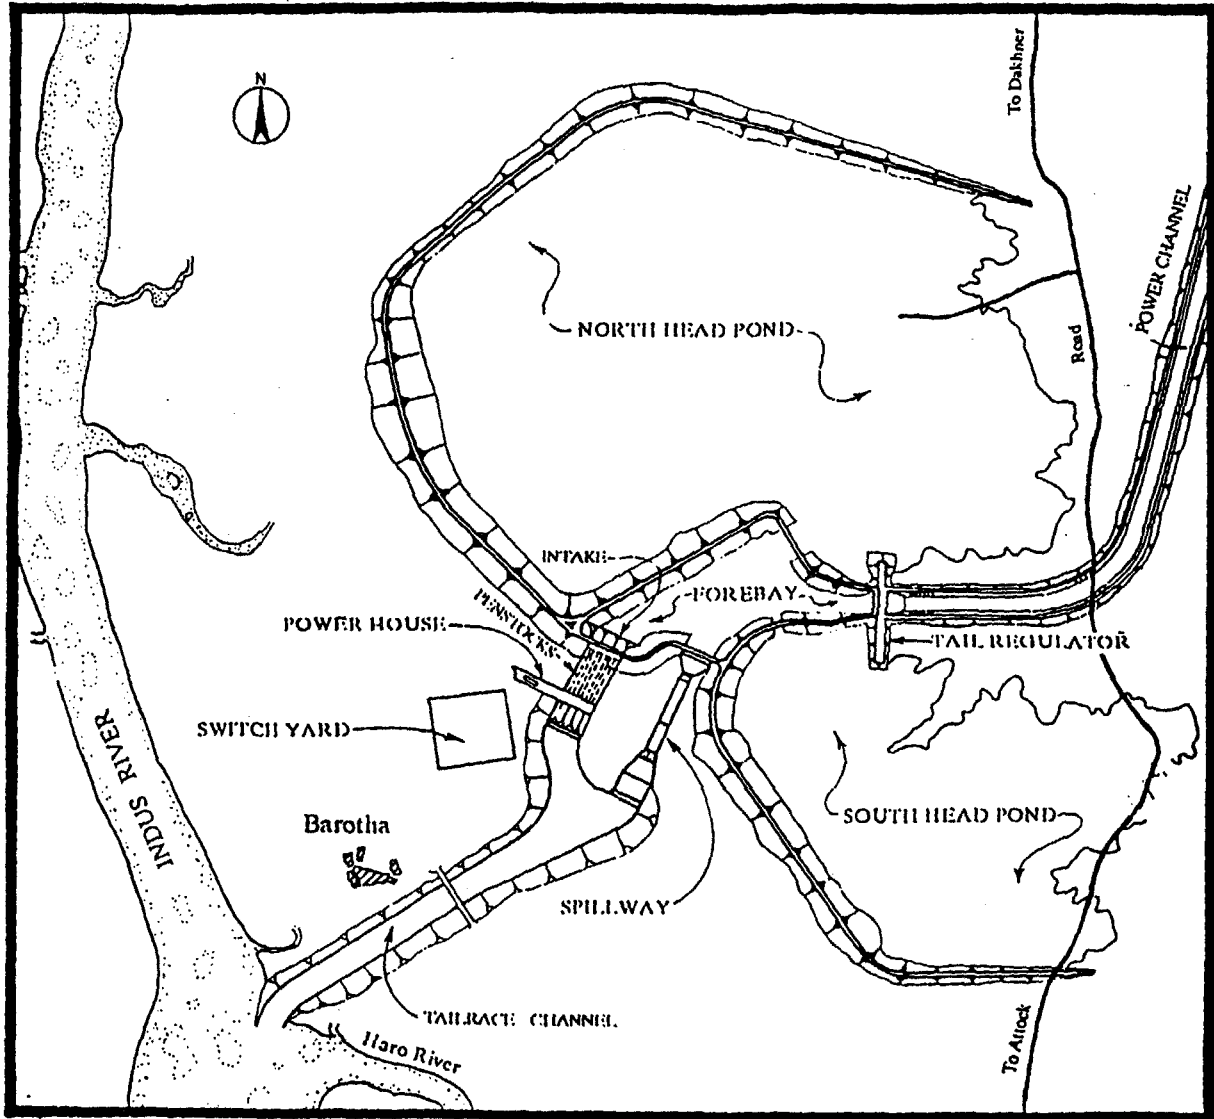 N
To Dakhner
POWER CHANNEL
NORTH HEAD POND
Road
INTAKE
PENSTOCKS
FOREBAY
POWER HOUSE
TAIL REGULATOR
SWITCH YARD
INDUS RIVER
SOUTH HEAD POND
Barotha
SPILLWAY
TAILRACE CHANNEL
Haro River
To Attock